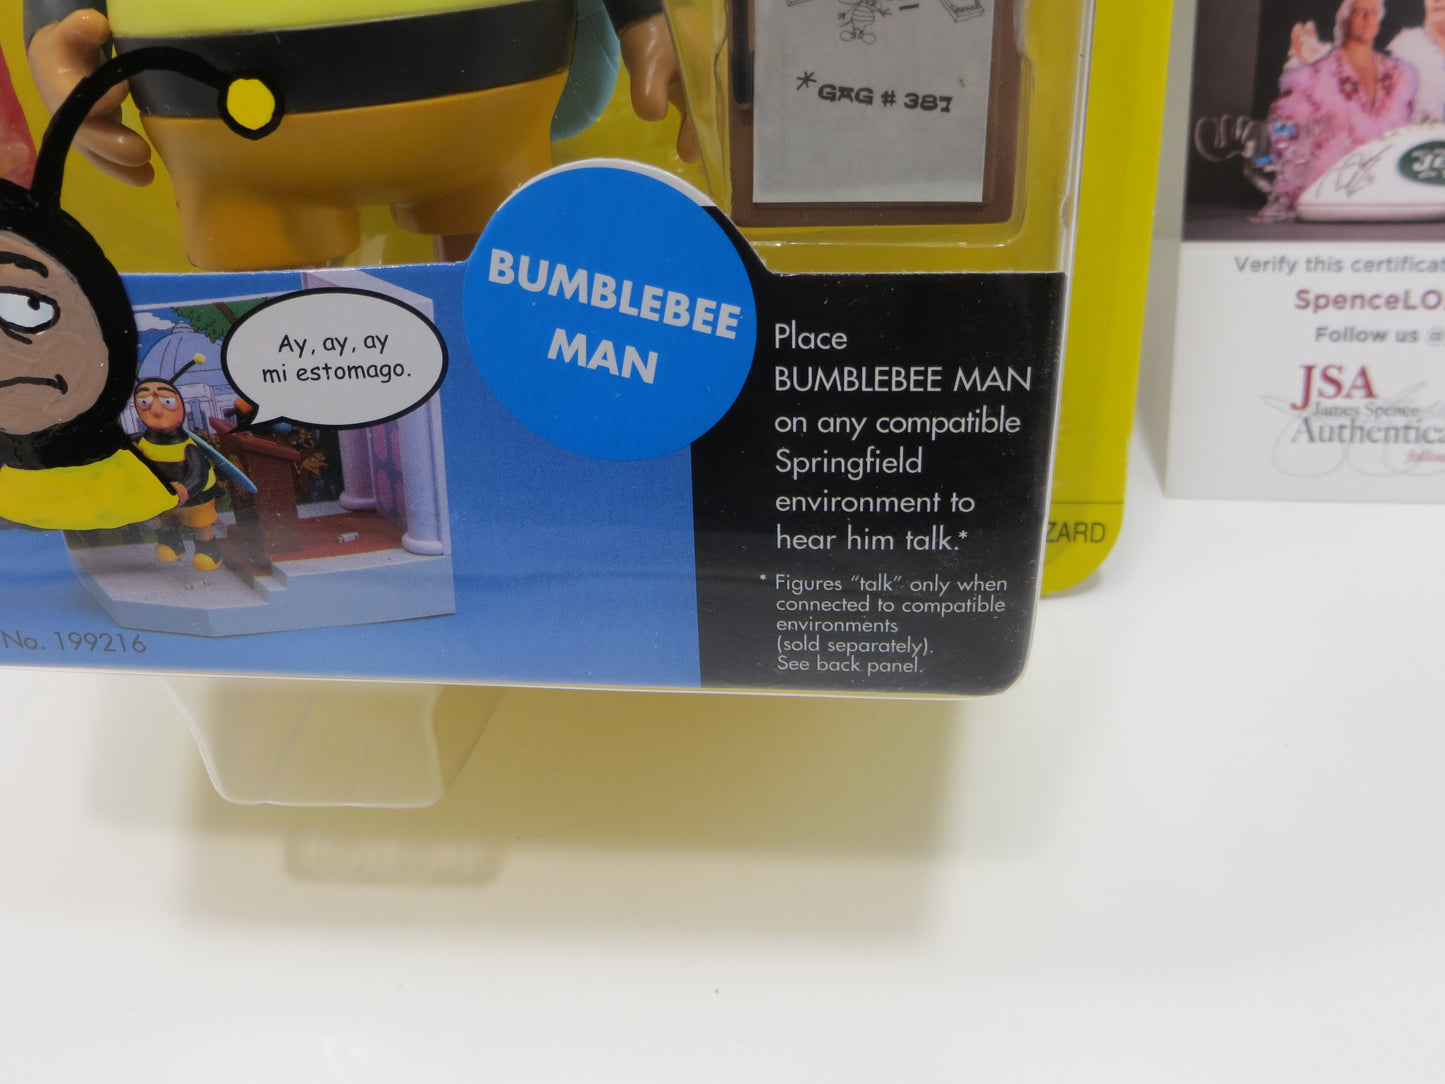 *GAG # 381
BUMBLEBEE
MAN
Ay, ay, ay
mi estomago.
Place
BUMBLEBEE MAN
on any compatible
Springfield
environment to
hear him talk.*
* Figures "talk" only when
connected to compatible
environments
(sold separately).
See back panel.
No. 199216
ZARD
Verify this certificat
SpenceLO
Follow us @
JSA
James Spence
Authentica